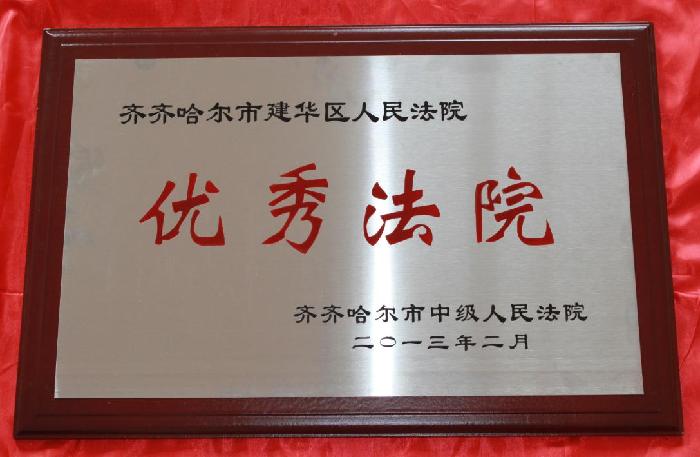 齐齐哈尔市建华区人民法院
优秀法院
齐齐哈尔市中级人民法院
二〇一三年二月